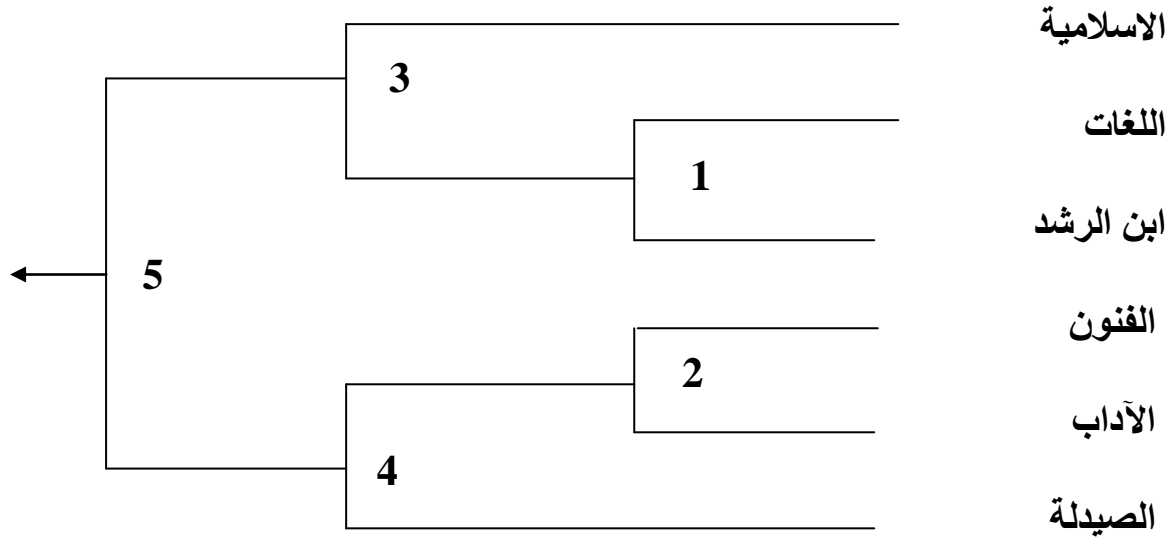 الاسلامية
3
اللغات
1
ابن الرشد
5
الفنون
2
الآداب
4
الصيدلة